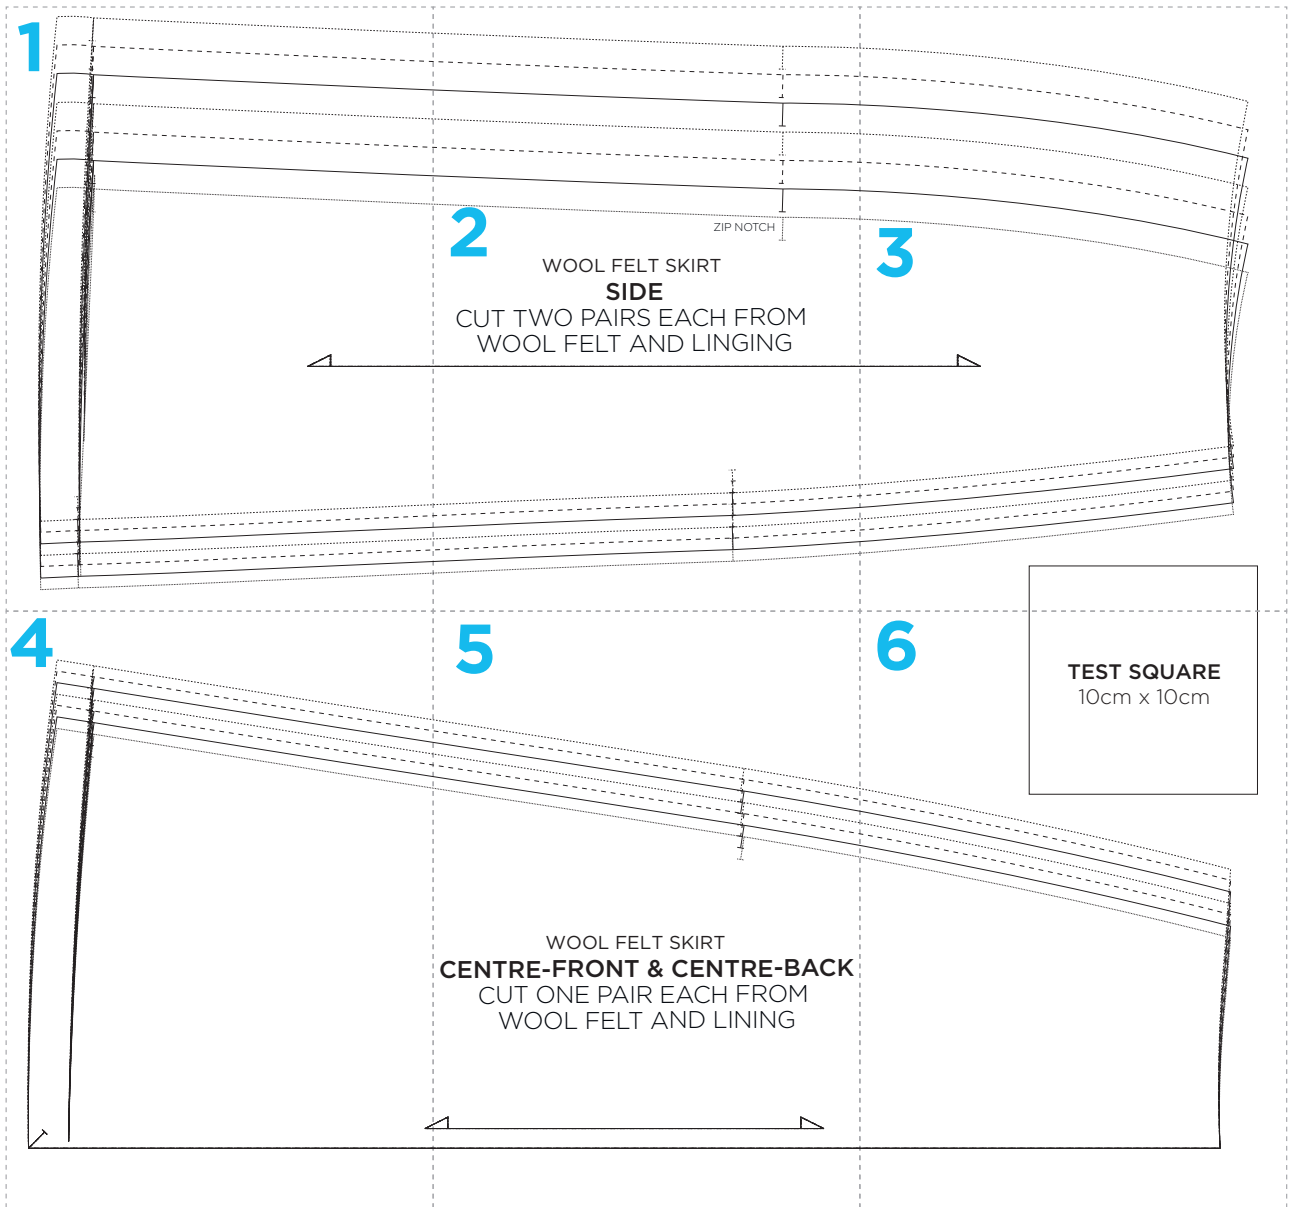 1
2
3
ZIP NOTCH
WOOL FELT SKIRT
SIDE
CUT TWO PAIRS EACH FROM
WOOL FELT AND LINGING
4
5
6
TEST SQUARE
10cm x 10cm
WOOL FELT SKIRT
CENTRE-FRONT & CENTRE-BACK
CUT ONE PAIR EACH FROM
WOOL FELT AND LINING